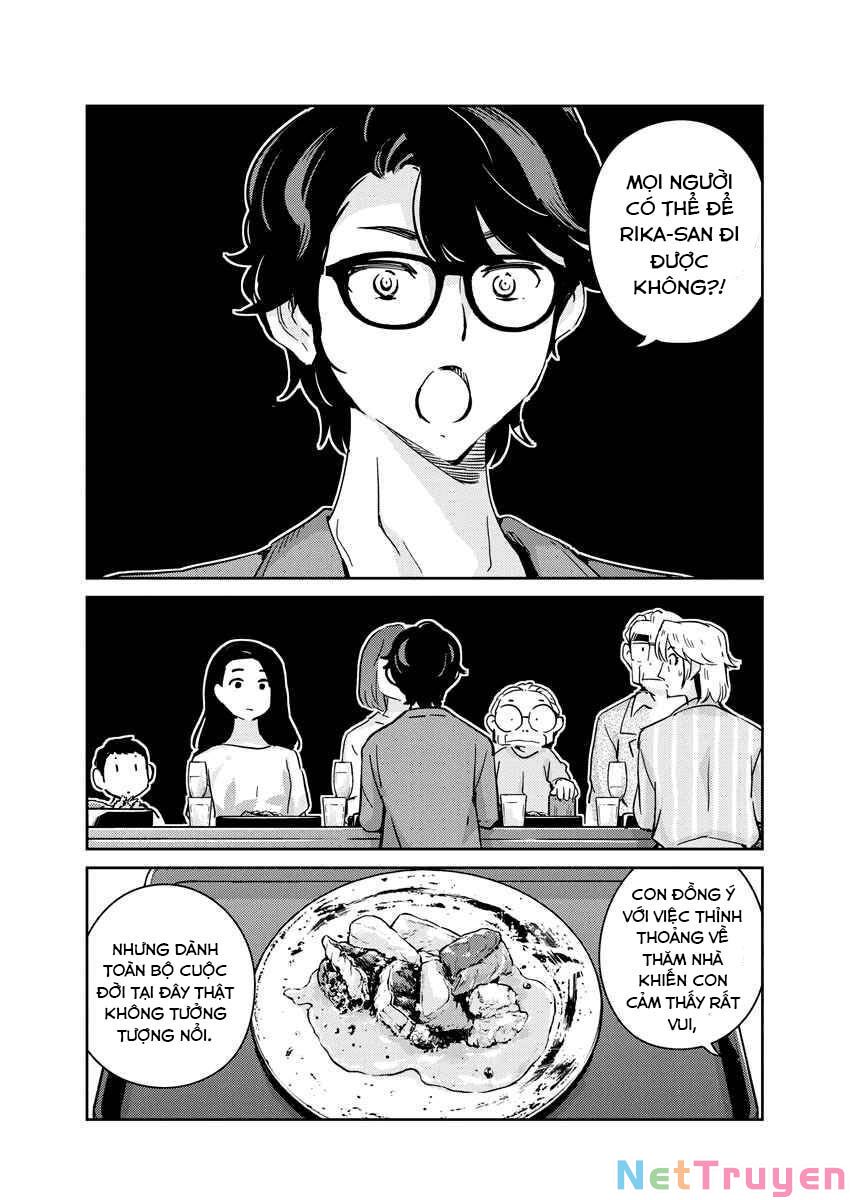 MỌI NGƯỜI
CÓ THỂ ĐỂ
RIKA-SAN ĐI
ĐƯỢC
KHÔNG?!
CON ĐỒNG Ý
VỚI VIỆC THỈNH
THOẢNG VỀ
THĂM NHÀ
KHIẾN CON
CẢM THẤY RẤT
VUI,
NHƯNG DÀNH
TOÀN BỘ CUỘC
ĐỜI TẠI ĐÂY THẬT
KHÔNG TƯỞNG
TƯỢNG NỔI.
NetTruyen